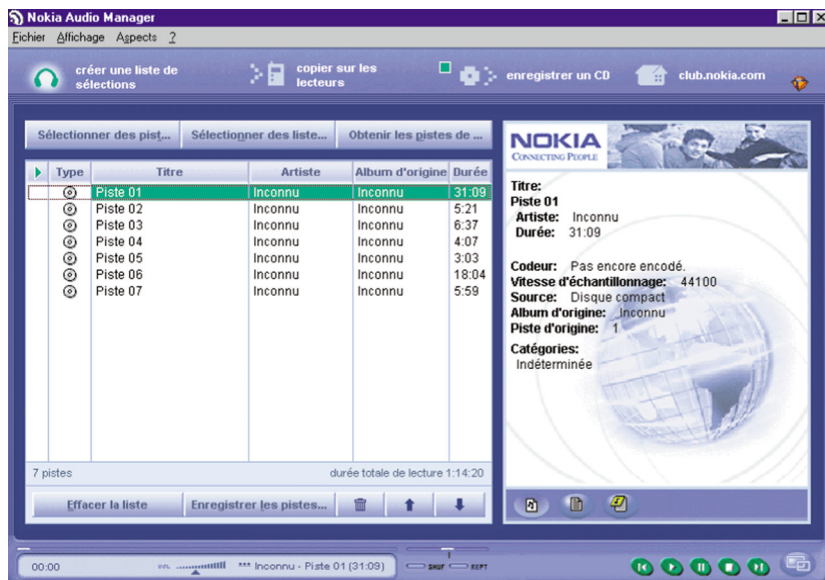 Nokia Audio Manager
Fichier Affichage Aspects ?
créer une liste de sélections
copier sur les lecteurs
enregistrer un CD
club.nokia.com
Sélectionner des pist... Sélectionner des liste... Obtenir les pistes de ...
Type Titre Artiste Album d'origine Durée
Piste 01 Inconnu Inconnu 31:09
Piste 02 Inconnu Inconnu 5:21
Piste 03 Inconnu Inconnu 6:37
Piste 04 Inconnu Inconnu 4:07
Piste 05 Inconnu Inconnu 3:03
Piste 06 Inconnu Inconnu 18:04
Piste 07 Inconnu Inconnu 5:59
7 pistes durée totale de lecture 1:14:20
Effacer la liste Enregistrer les pistes...
NOKIA
CONNECTING PEOPLE
Titre:
Piste 01
Artiste: Inconnu
Durée: 31:09
Codeur: Pas encore encodé.
Vitesse d'échantillonnage: 44100
Source: Disque compact
Album d'origine: Inconnu
Piste d'origine: 1
Catégories:
Indéterminée
00:00 *** Inconnu - Piste 01 (31:09) SHUF REPT